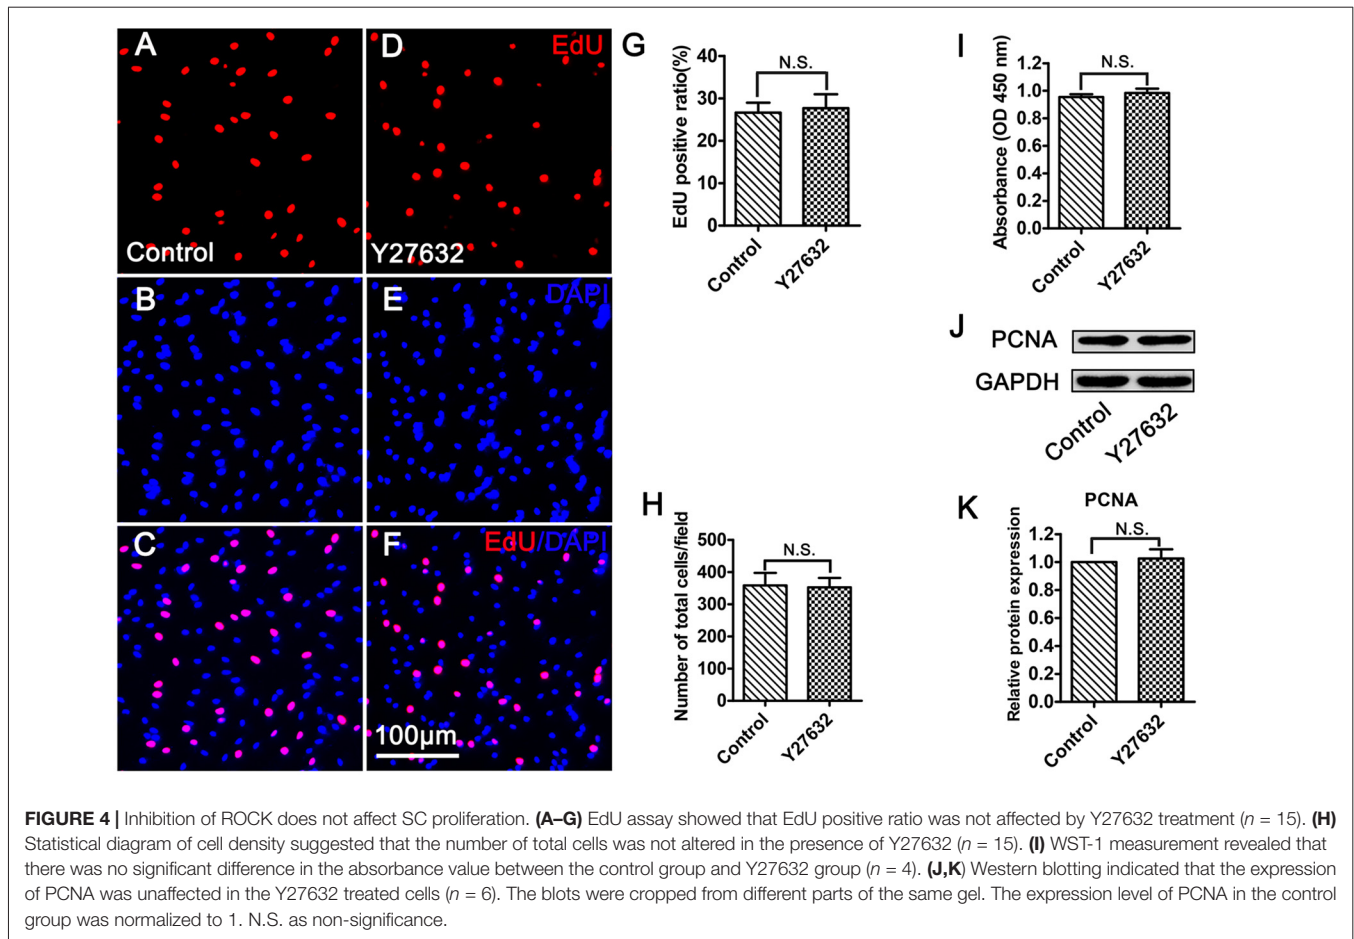 A
D
EdU
Control
Y27632
B
E
DAPI
C
F
EdU/DAPI
100μm
G
EdU positive ratio(%)
40
30
20
10
0
N.S.
Control
Y27632
H
Number of total cells/field
500
400
300
200
100
0
N.S.
Control
Y27632
I
Absorbance (OD 450 nm)
1.2
1.0
0.8
0.6
0.4
0.2
0.0
N.S.
Control
Y27632
J
PCNA
GAPDH
Control
Y27632
K
PCNA
Relative protein expression
1.2
1.0
0.8
0.6
0.4
0.2
0.0
N.S.
Control
Y27632
FIGURE 4 | Inhibition of ROCK does not affect SC proliferation. (A–G) EdU assay showed that EdU positive ratio was not affected by Y27632 treatment (n = 15). (H)
Statistical diagram of cell density suggested that the number of total cells was not altered in the presence of Y27632 (n = 15). (I) WST-1 measurement revealed that
there was no significant difference in the absorbance value between the control group and Y27632 group (n = 4). (J,K) Western blotting indicated that the expression
of PCNA was unaffected in the Y27632 treated cells (n = 6). The blots were cropped from different parts of the same gel. The expression level of PCNA in the control
group was normalized to 1. N.S. as non-significance.